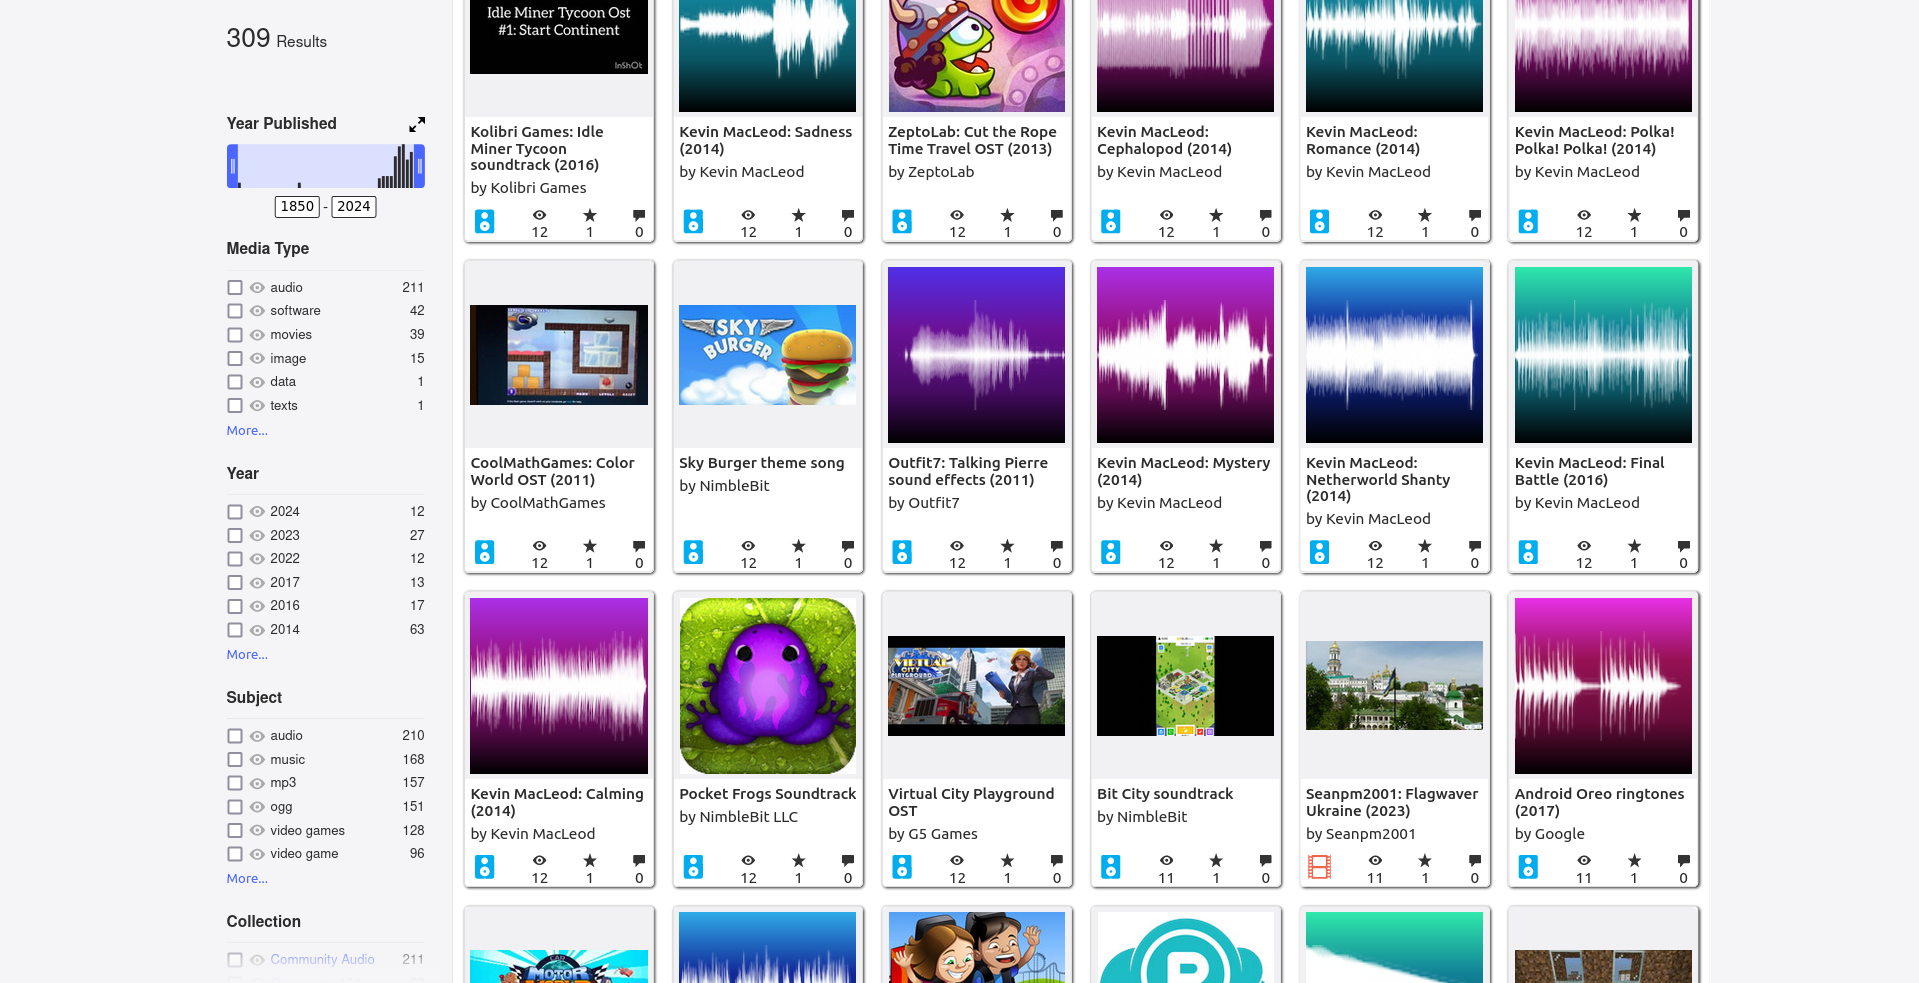 309 Results
Year Published
1850 - 2024
Media Type
audio 211
software 42
movies 39
image 15
data 1
texts 1
More...
Year
2024 12
2023 27
2022 12
2017 13
2016 17
2014 63
More...
Subject
audio 210
music 168
mp3 157
ogg 151
video games 128
video game 96
More...
Collection
Community Audio 211
Idle Miner Tycoon Ost
#1: Start Continent
InShOt
Kolibri Games: Idle
Miner Tycoon
soundtrack (2016)
by Kolibri Games
12 1 0
Kevin MacLeod: Sadness
(2014)
by Kevin MacLeod
12 1 0
ZeptoLab: Cut the Rope
Time Travel OST (2013)
by ZeptoLab
12 1 0
Kevin MacLeod:
Cephalopod (2014)
by Kevin MacLeod
12 1 0
Kevin MacLeod:
Romance (2014)
by Kevin MacLeod
12 1 0
Kevin MacLeod: Polka!
Polka! Polka! (2014)
by Kevin MacLeod
12 1 0
CoolMathGames: Color
World OST (2011)
by CoolMathGames
12 1 0
SKY
BURGER
Sky Burger theme song
by NimbleBit
12 1 0
Outfit7: Talking Pierre
sound effects (2011)
by Outfit7
12 1 0
Kevin MacLeod: Mystery
(2014)
by Kevin MacLeod
12 1 0
Kevin MacLeod:
Netherworld Shanty
(2014)
by Kevin MacLeod
12 1 0
Kevin MacLeod: Final
Battle (2016)
by Kevin MacLeod
12 1 0
Kevin MacLeod: Calming
(2014)
by Kevin MacLeod
12 1 0
Pocket Frogs Soundtrack
by NimbleBit LLC
12 1 0
VIRTUAL
CITY
PLAYGROUND
Virtual City Playground
OST
by G5 Games
12 1 0
Bit City soundtrack
by NimbleBit
11 1 0
Seanpm2001: Flagwaver
Ukraine (2023)
by Seanpm2001
11 1 0
Android Oreo ringtones
(2017)
by Google
11 1 0
MOTOR